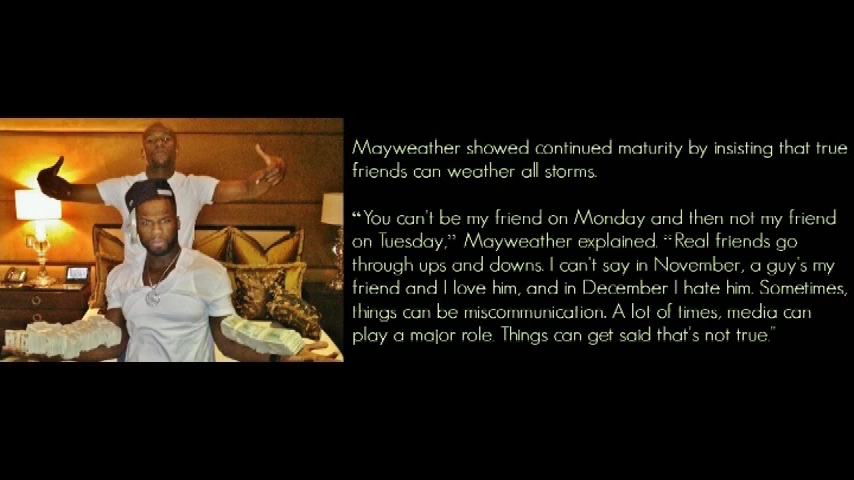 Mayweather showed continued maturity by insisting that true
friends can weather all storms.
“You can't be my friend on Monday and then not my friend
on Tuesday,” Mayweather explained. “Real friends go
through ups and downs. I can't say in November, a guy's my
friend and I love him, and in December I hate him. Sometimes,
things can be miscommunication. A lot of times, media can
play a major role. Things can get said that's not true.”